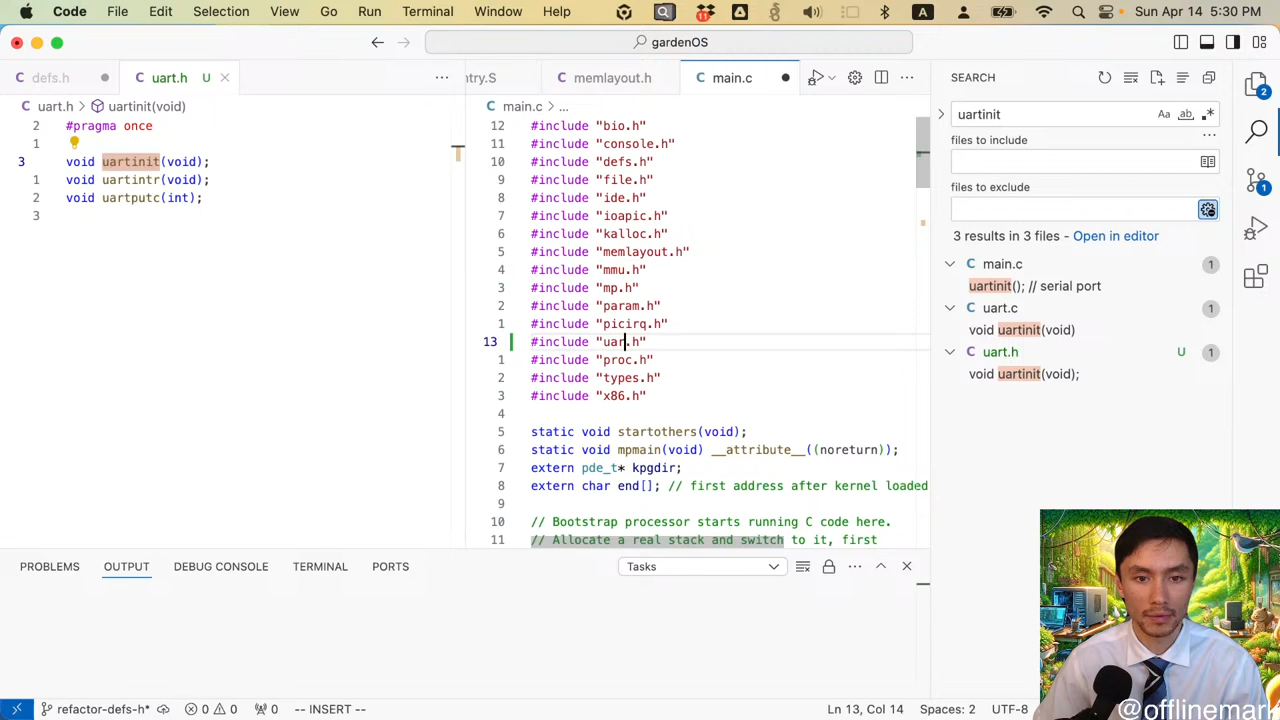 Code File Edit Selection View Go Run Terminal Window Help A Sun Apr 14 5:30 PM
gardenOS
defs.h uart.h U
uart.h > uartinit(void)
2 #pragma once
1
3 void uartinit(void);
1 void uartintr(void);
2 void uartputc(int);
3
ntry.S memlayout.h main.c
main.c > ...
12 #include "bio.h"
11 #include "console.h"
10 #include "defs.h"
9 #include "file.h"
8 #include "ide.h"
7 #include "ioapic.h"
6 #include "kalloc.h"
5 #include "memlayout.h"
4 #include "mmu.h"
3 #include "mp.h"
2 #include "param.h"
1 #include "picirq.h"
13 #include "uar.h"
1 #include "proc.h"
2 #include "types.h"
3 #include "x86.h"
4
5 static void startothers(void);
6 static void mpmain(void) __attribute__((noreturn));
7 extern pde_t* kpgdir;
8 extern char end[]; // first address after kernel loaded
9
10 // Bootstrap processor starts running C code here.
11 // Allocate a real stack and switch to it, first
SEARCH
uartinit Aa ab .*
files to include
files to exclude
3 results in 3 files - Open in editor
main.c 1
uartinit(); // serial port
uart.c 1
void uartinit(void)
uart.h U 1
void uartinit(void);
2
1
PROBLEMS OUTPUT DEBUG CONSOLE TERMINAL PORTS Tasks
refactor-defs-h* 0 0 0 -- INSERT -- Ln 13, Col 14 Spaces: 2 UTF-8
@offlinemark